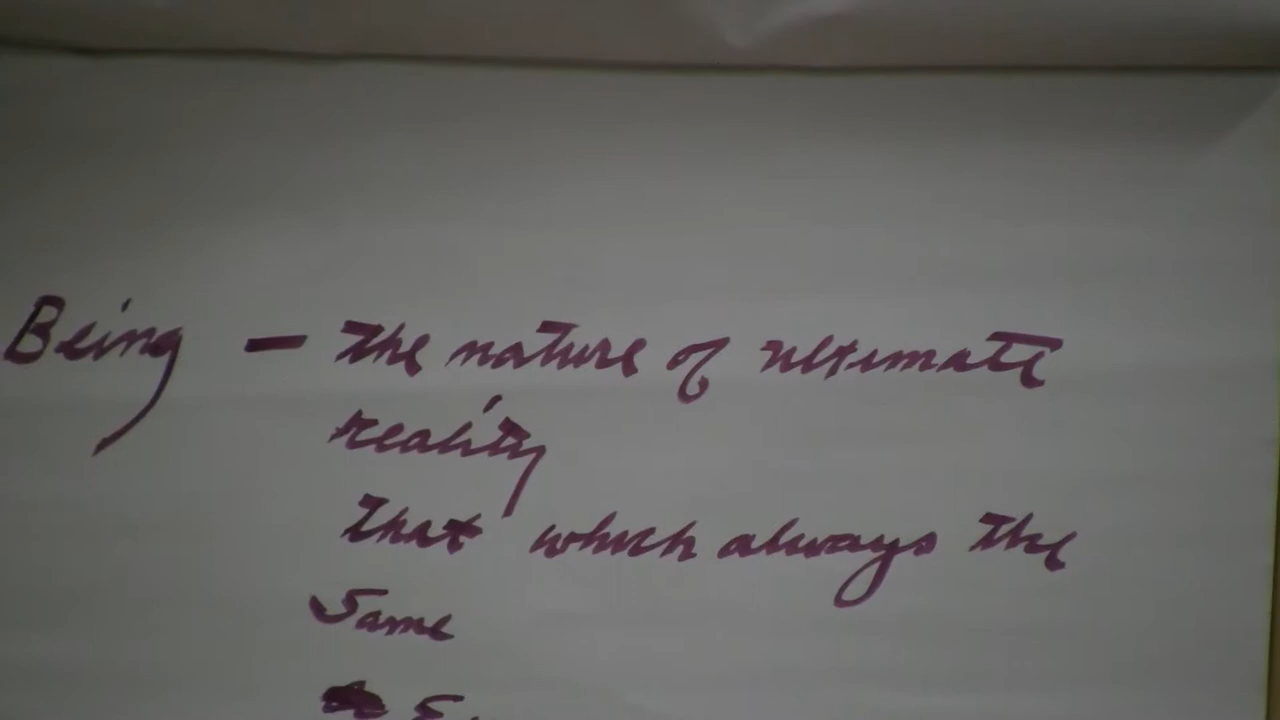 Being — the nature of ultimate
reality
that which always the
Same